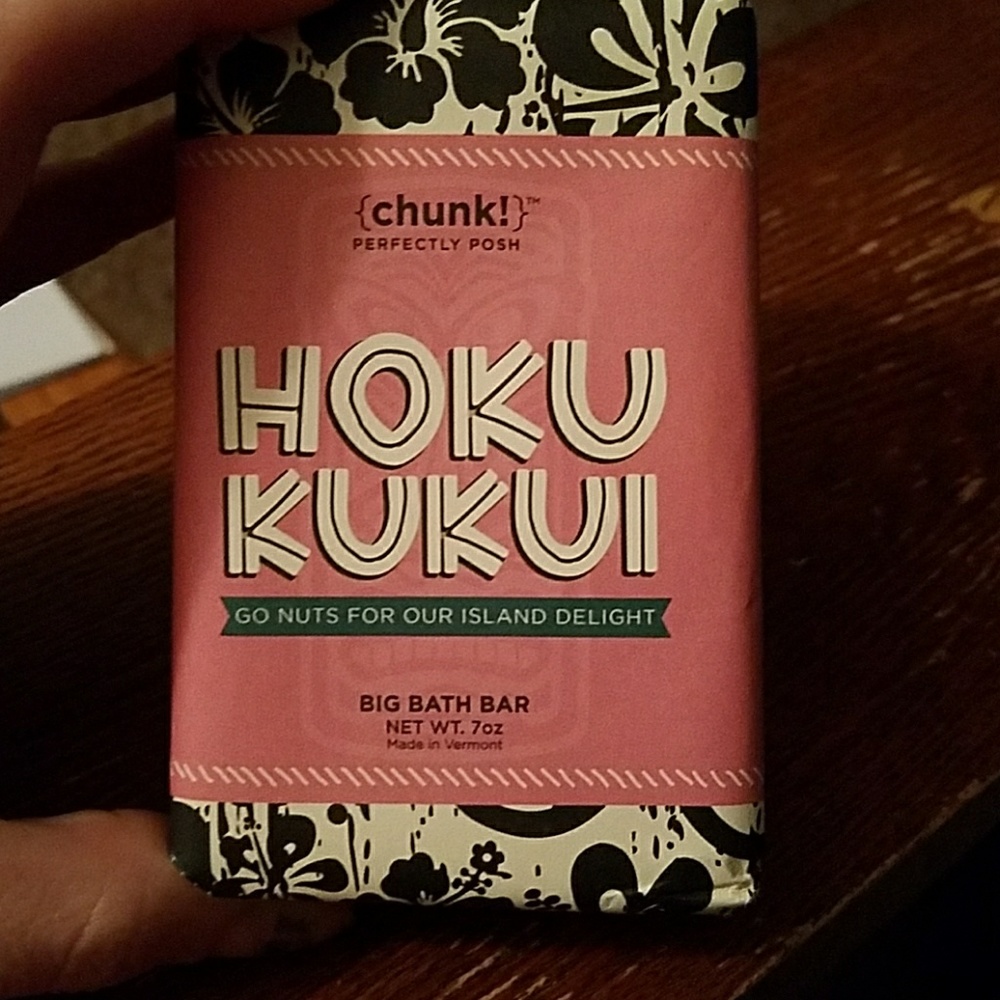 {chunk!}™
PERFECTLY POSH
HOKU
KUKUI
GO NUTS FOR OUR ISLAND DELIGHT
BIG BATH BAR
NET WT. 7oz
Made in Vermont